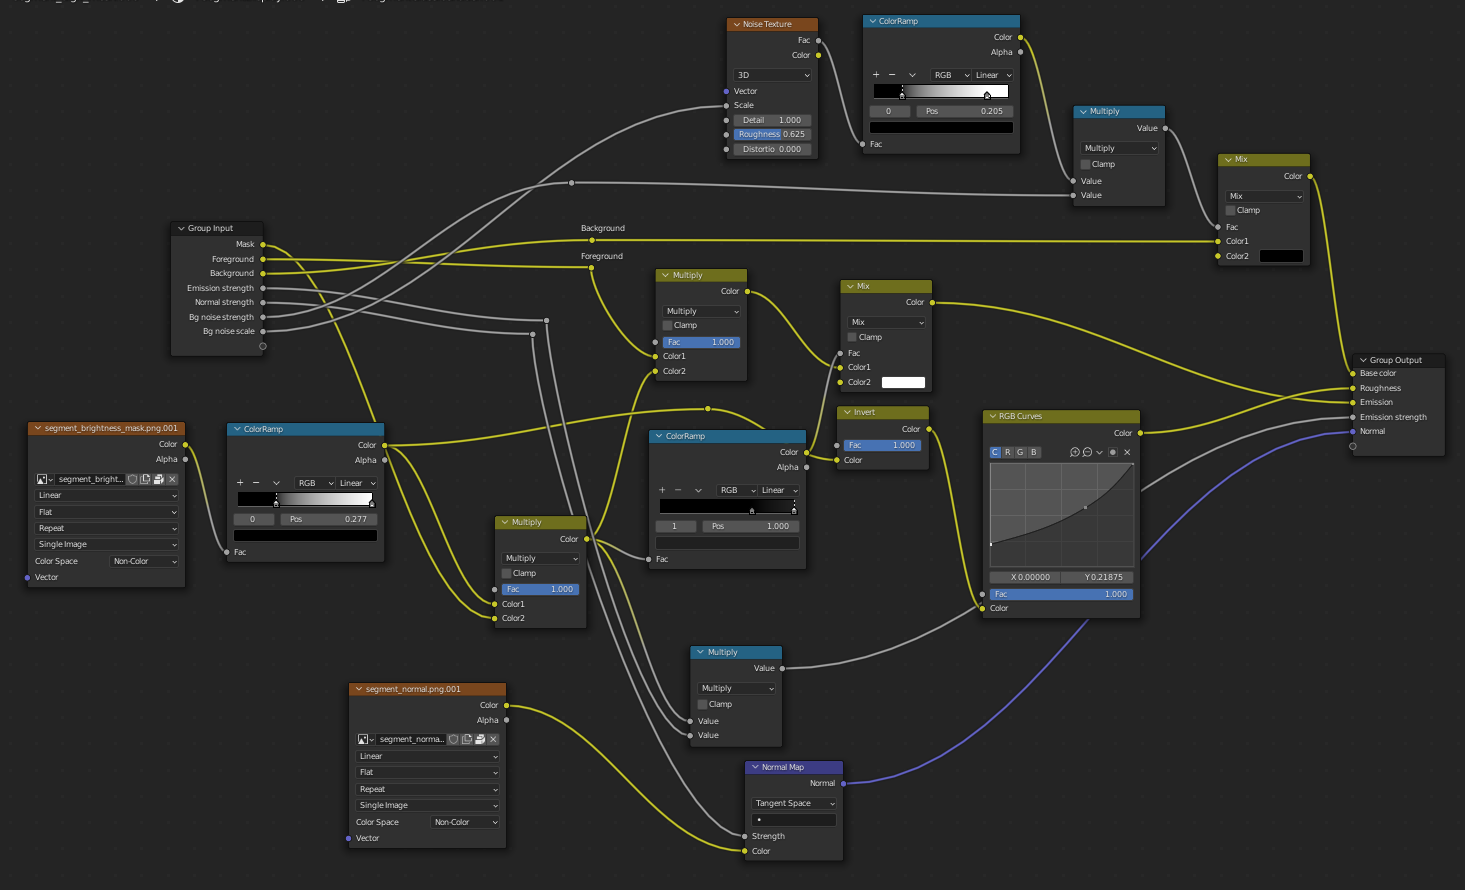 Noise Texture
Fac
Color
3D
Vector
Scale
Detail 1.000
Roughness 0.625
Distortio 0.000
ColorRamp
Color
Alpha
RGB Linear
0 Pos 0.205
Fac
Multiply
Value
Multiply
Clamp
Value
Value
Mix
Color
Mix
Clamp
Fac
Color1
Color2
Group Input
Mask
Foreground
Background
Emission strength
Normal strength
Bg noise strength
Bg noise scale
Background
Foreground
Multiply
Color
Multiply
Clamp
Fac 1.000
Color1
Color2
Mix
Color
Mix
Clamp
Fac
Color1
Color2
Group Output
Base color
Roughness
Emission
Emission strength
Normal
segment_brightness_mask.png.001
Color
Alpha
segment_bright...
Linear
Flat
Repeat
Single Image
Color Space Non-Color
Vector
ColorRamp
Color
Alpha
RGB Linear
0 Pos 0.277
Fac
ColorRamp
Color
Alpha
RGB Linear
1 Pos 1.000
Fac
Invert
Color
Fac 1.000
Color
RGB Curves
Color
C R G B
X 0.00000 Y 0.21875
Fac 1.000
Color
Multiply
Color
Multiply
Clamp
Fac 1.000
Color1
Color2
Multiply
Value
Multiply
Clamp
Value
Value
segment_normal.png.001
Color
Alpha
segment_norma...
Linear
Flat
Repeat
Single Image
Color Space Non-Color
Vector
Normal Map
Normal
Tangent Space
Strength
Color